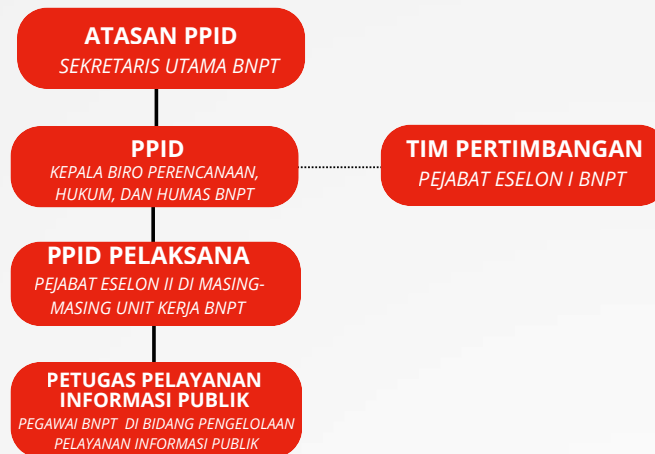 ATASAN PPID
SEKRETARIS UTAMA BNPT
PPID
KEPALA BIRO PERENCANAAN,
HUKUM, DAN HUMAS BNPT
TIM PERTIMBANGAN
PEJABAT ESELON I BNPT
PPID PELAKSANA
PEJABAT ESELON II DI MASING-
MASING UNIT KERJA BNPT
PETUGAS PELAYANAN
INFORMASI PUBLIK
PEGAWAI BNPT DI BIDANG PENGELOLAAN
PELAYANAN INFORMASI PUBLIK